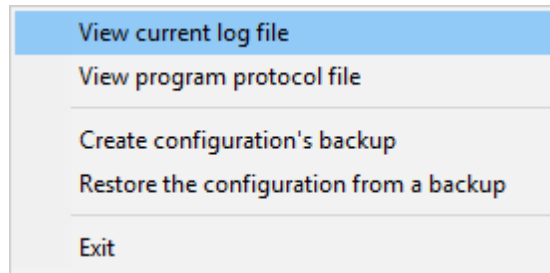 View current log file
View program protocol file
Create configuration's backup
Restore the configuration from a backup
Exit